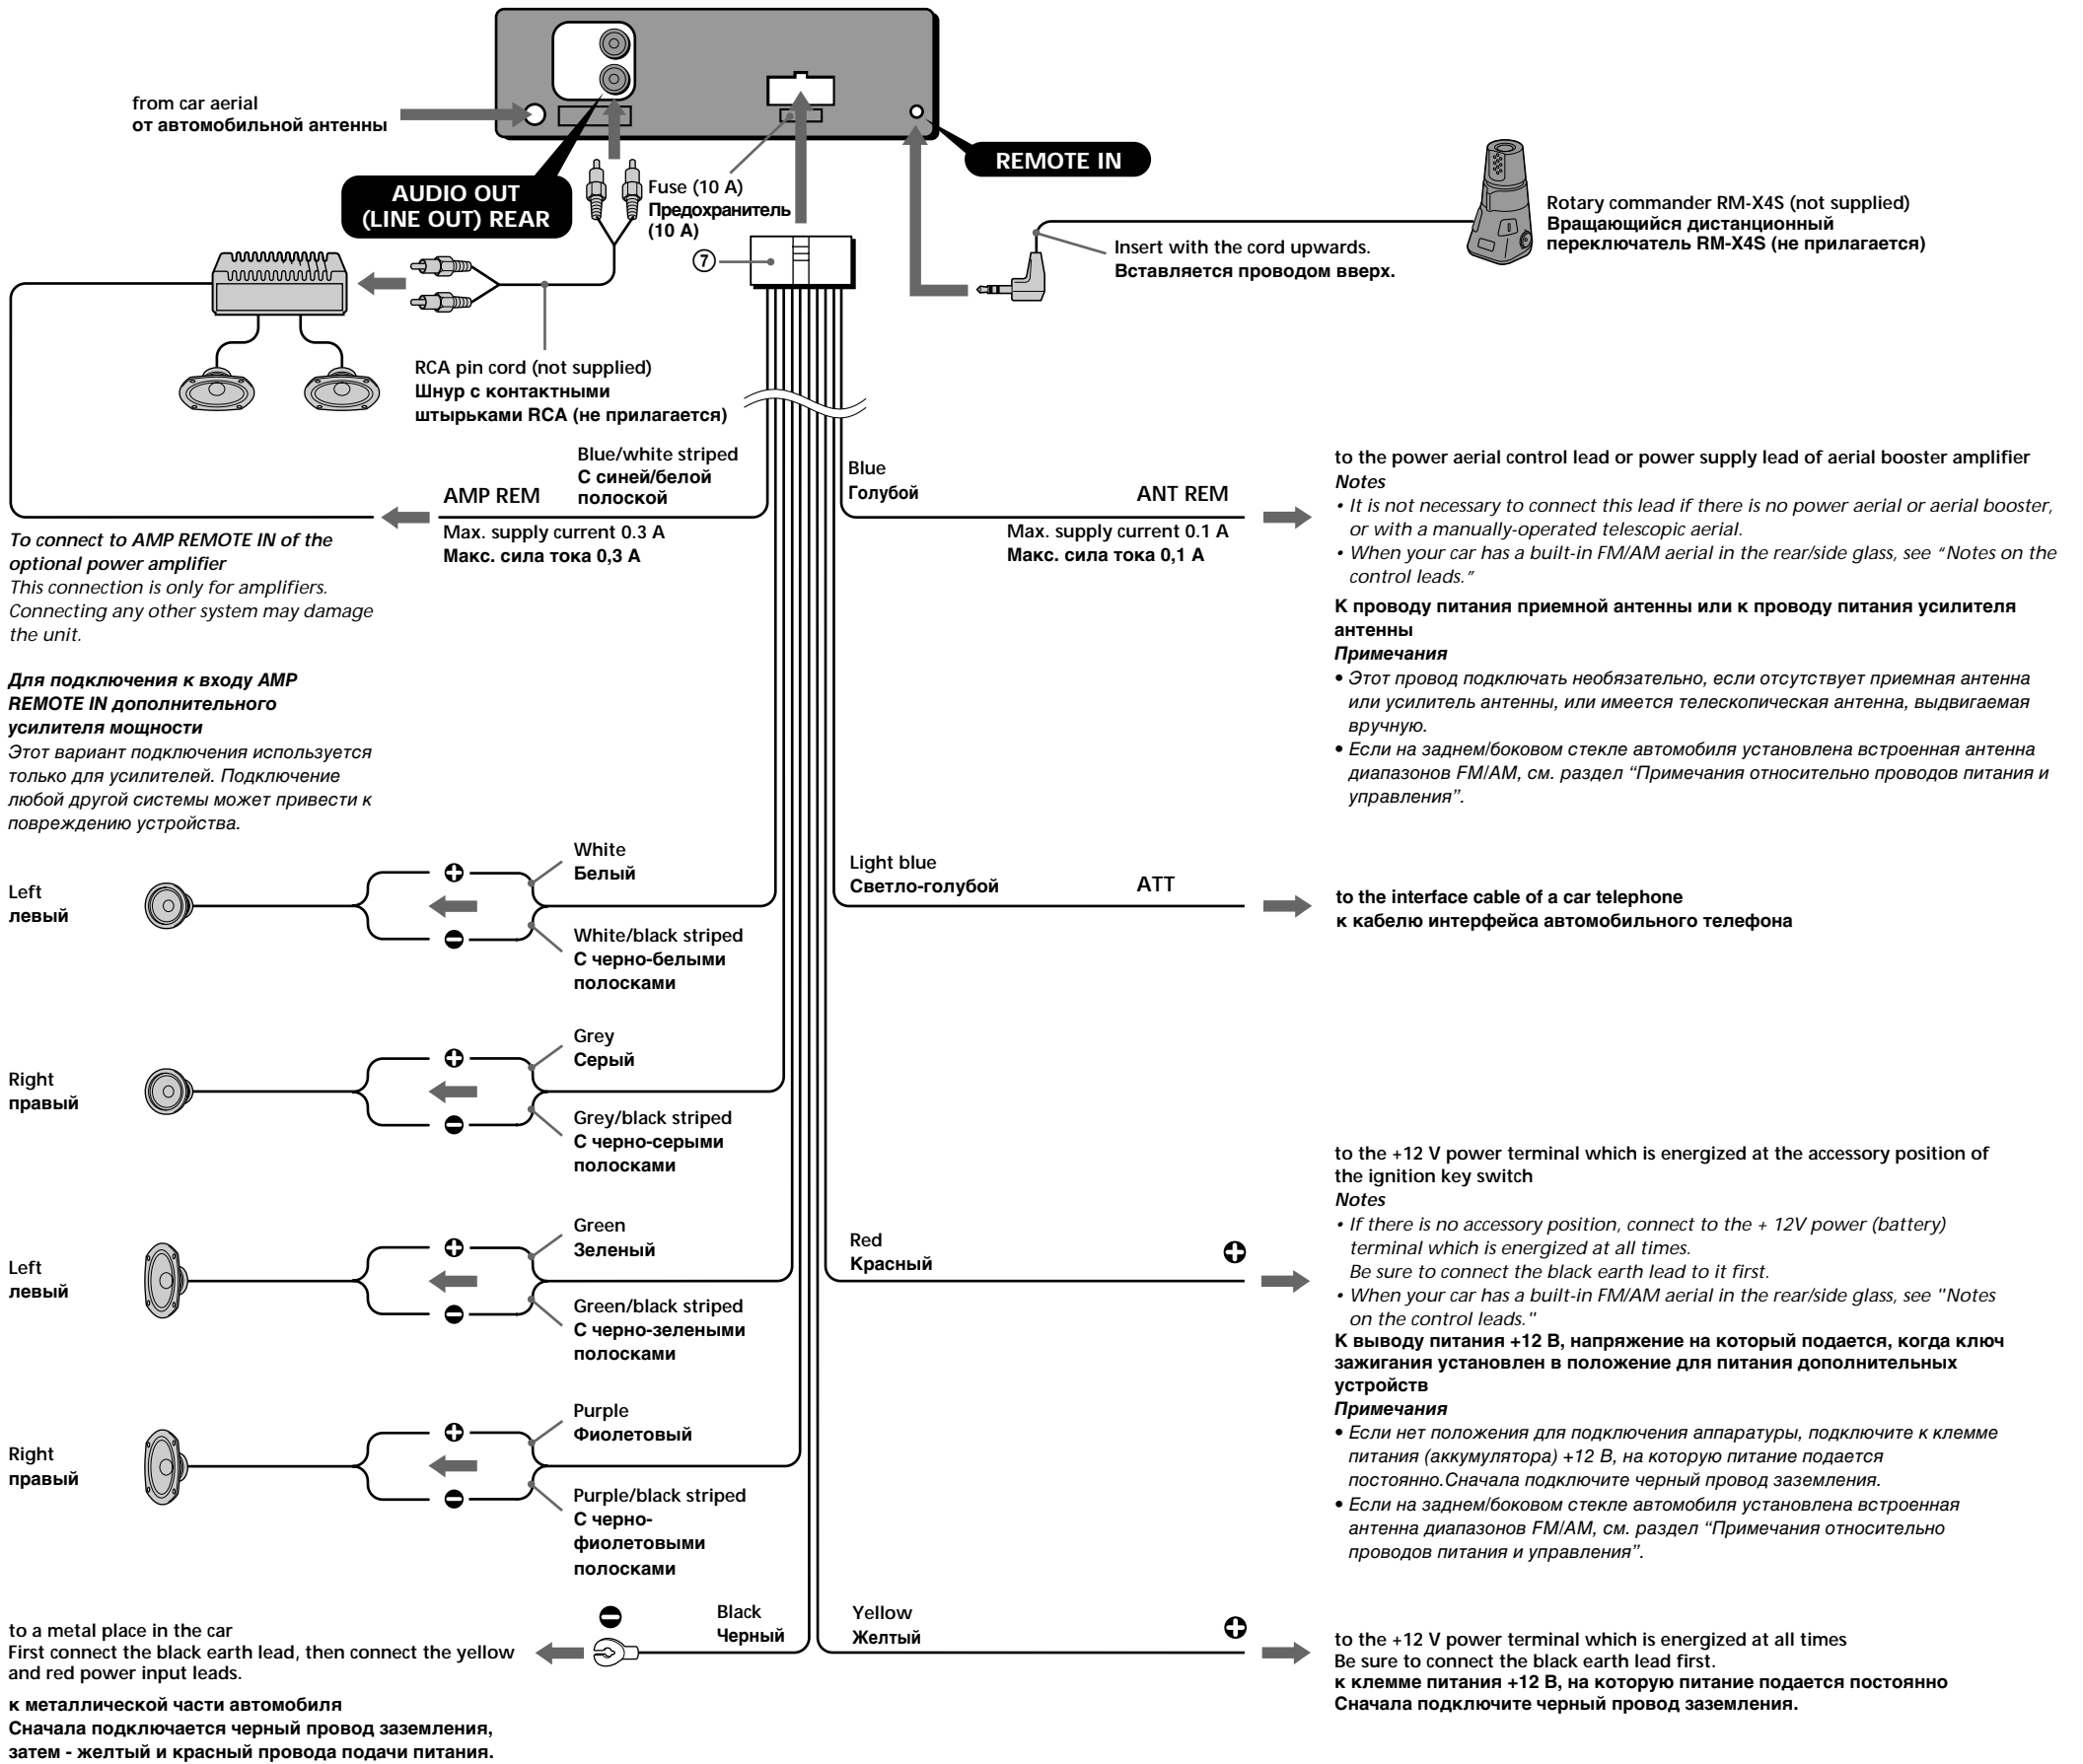 from car aerial
от автомобильной антенны
AUDIO OUT
(LINE OUT) REAR
Fuse (10 A)
Предохранитель
(10 A)
REMOTE IN
Rotary commander RM-X4S (not supplied)
Вращающийся дистанционный
переключатель RM-X4S (не прилагается)
Insert with the cord upwards.
Вставляется проводом вверх.
⑦
RCA pin cord (not supplied)
Шнур с контактными
штырьками RCA (не прилагается)
Blue/white striped
С синей/белой
полоской
AMP REM
Max. supply current 0.3 A
Макс. сила тока 0,3 А
To connect to AMP REMOTE IN of the
optional power amplifier
This connection is only for amplifiers.
Connecting any other system may damage
the unit.
Для подключения к входу AMP
REMOTE IN дополнительного
усилителя мощности
Этот вариант подключения используется
только для усилителей. Подключение
любой другой системы может привести к
повреждению устройства.
Blue
Голубой
ANT REM
Max. supply current 0.1 A
Макс. сила тока 0,1 А
to the power aerial control lead or power supply lead of aerial booster amplifier
Notes
• It is not necessary to connect this lead if there is no power aerial or aerial booster,
or with a manually-operated telescopic aerial.
• When your car has a built-in FM/AM aerial in the rear/side glass, see “Notes on the
control leads.”
К проводу питания приемной антенны или к проводу питания усилителя
антенны
Примечания
• Этот провод подключать необязательно, если отсутствует приемная антенна
или усилитель антенны, или имеется телескопическая антенна, выдвигаемая
вручную.
• Если на заднем/боковом стекле автомобиля установлена встроенная антенна
диапазонов FM/AM, см. раздел “Примечания относительно проводов питания и
управления”.
Left
левый
White
Белый
White/black striped
С черно-белыми
полосками
Light blue
Светло-голубой
ATT
to the interface cable of a car telephone
к кабелю интерфейса автомобильного телефона
Right
правый
Grey
Серый
Grey/black striped
С черно-серыми
полосками
Left
левый
Green
Зеленый
Green/black striped
С черно-зелеными
полосками
Red
Красный
to the +12 V power terminal which is energized at the accessory position of
the ignition key switch
Notes
• If there is no accessory position, connect to the + 12V power (battery)
terminal which is energized at all times.
Be sure to connect the black earth lead to it first.
• When your car has a built-in FM/AM aerial in the rear/side glass, see "Notes
on the control leads."
К выводу питания +12 В, напряжение на который подается, когда ключ
зажигания установлен в положение для питания дополнительных
устройств
Примечания
• Если нет положения для подключения аппаратуры, подключите к клемме
питания (аккумулятора) +12 В, на которую питание подается
постоянно.Сначала подключите черный провод заземления.
• Если на заднем/боковом стекле автомобиля установлена встроенная
антенна диапазонов FM/AM, см. раздел “Примечания относительно
проводов питания и управления”.
Right
правый
Purple
Фиолетовый
Purple/black striped
С черно-
фиолетовыми
полосками
to a metal place in the car
First connect the black earth lead, then connect the yellow
and red power input leads.
к металлической части автомобиля
Сначала подключается черный провод заземления,
затем - желтый и красный провода подачи питания.
Black
Черный
Yellow
Желтый
to the +12 V power terminal which is energized at all times
Be sure to connect the black earth lead first.
к клемме питания +12 В, на которую питание подается постоянно
Сначала подключите черный провод заземления.